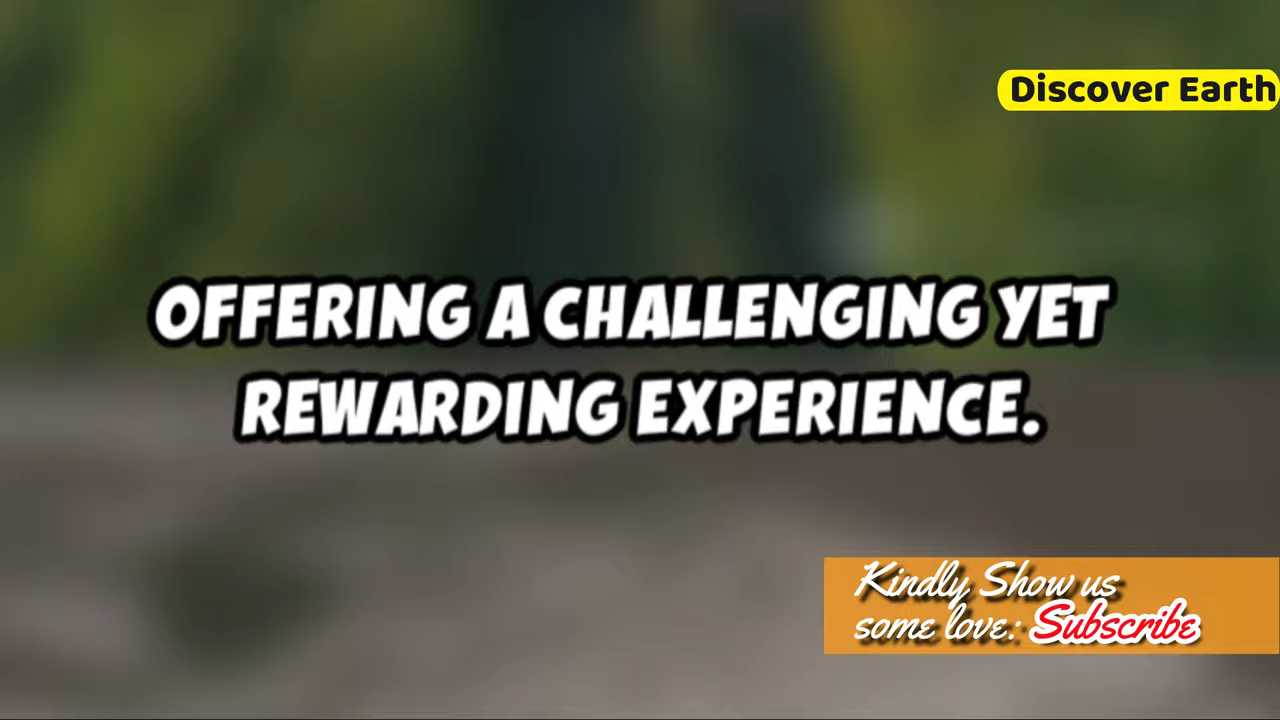 Discover Earth
OFFERING A CHALLENGING YET
REWARDING EXPERIENCE.
Kindly Show us
some love: Subscribe